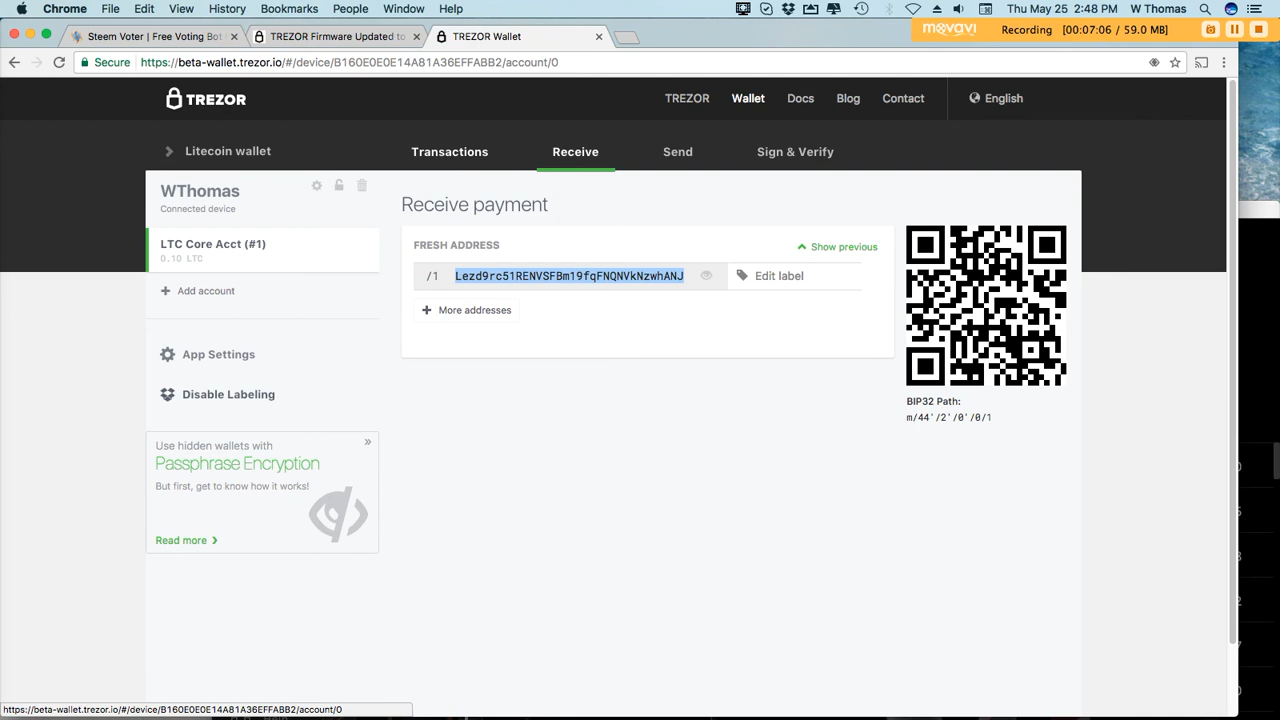 Chrome File Edit View History Bookmarks People Window Help Thu May 25 2:48 PM W Thomas
movavi Recording [00:07:06 / 59.0 MB]
Steem Voter | Free Voting Bot
TREZOR Firmware Updated to
TREZOR Wallet
Secure https://beta-wallet.trezor.io/#/device/B160E0E0E14A81A36EFFABB2/account/0
TREZOR
TREZOR Wallet Docs Blog Contact English
Litecoin wallet
Transactions Receive Send Sign & Verify
WThomas
Connected device
LTC Core Acct (#1)
0.10 LTC
+ Add account
App Settings
Disable Labeling
Use hidden wallets with »
Passphrase Encryption
But first, get to know how it works!
Read more
Receive payment
FRESH ADDRESS Show previous
/1 Lezd9rc51RENVSFBm19fqFNQNVkNzwhANJ Edit label
+ More addresses
BIP32 Path:
m/44'/2'/0'/0/1
https://beta-wallet.trezor.io/#/device/B160E0E0E14A81A36EFFABB2/account/0